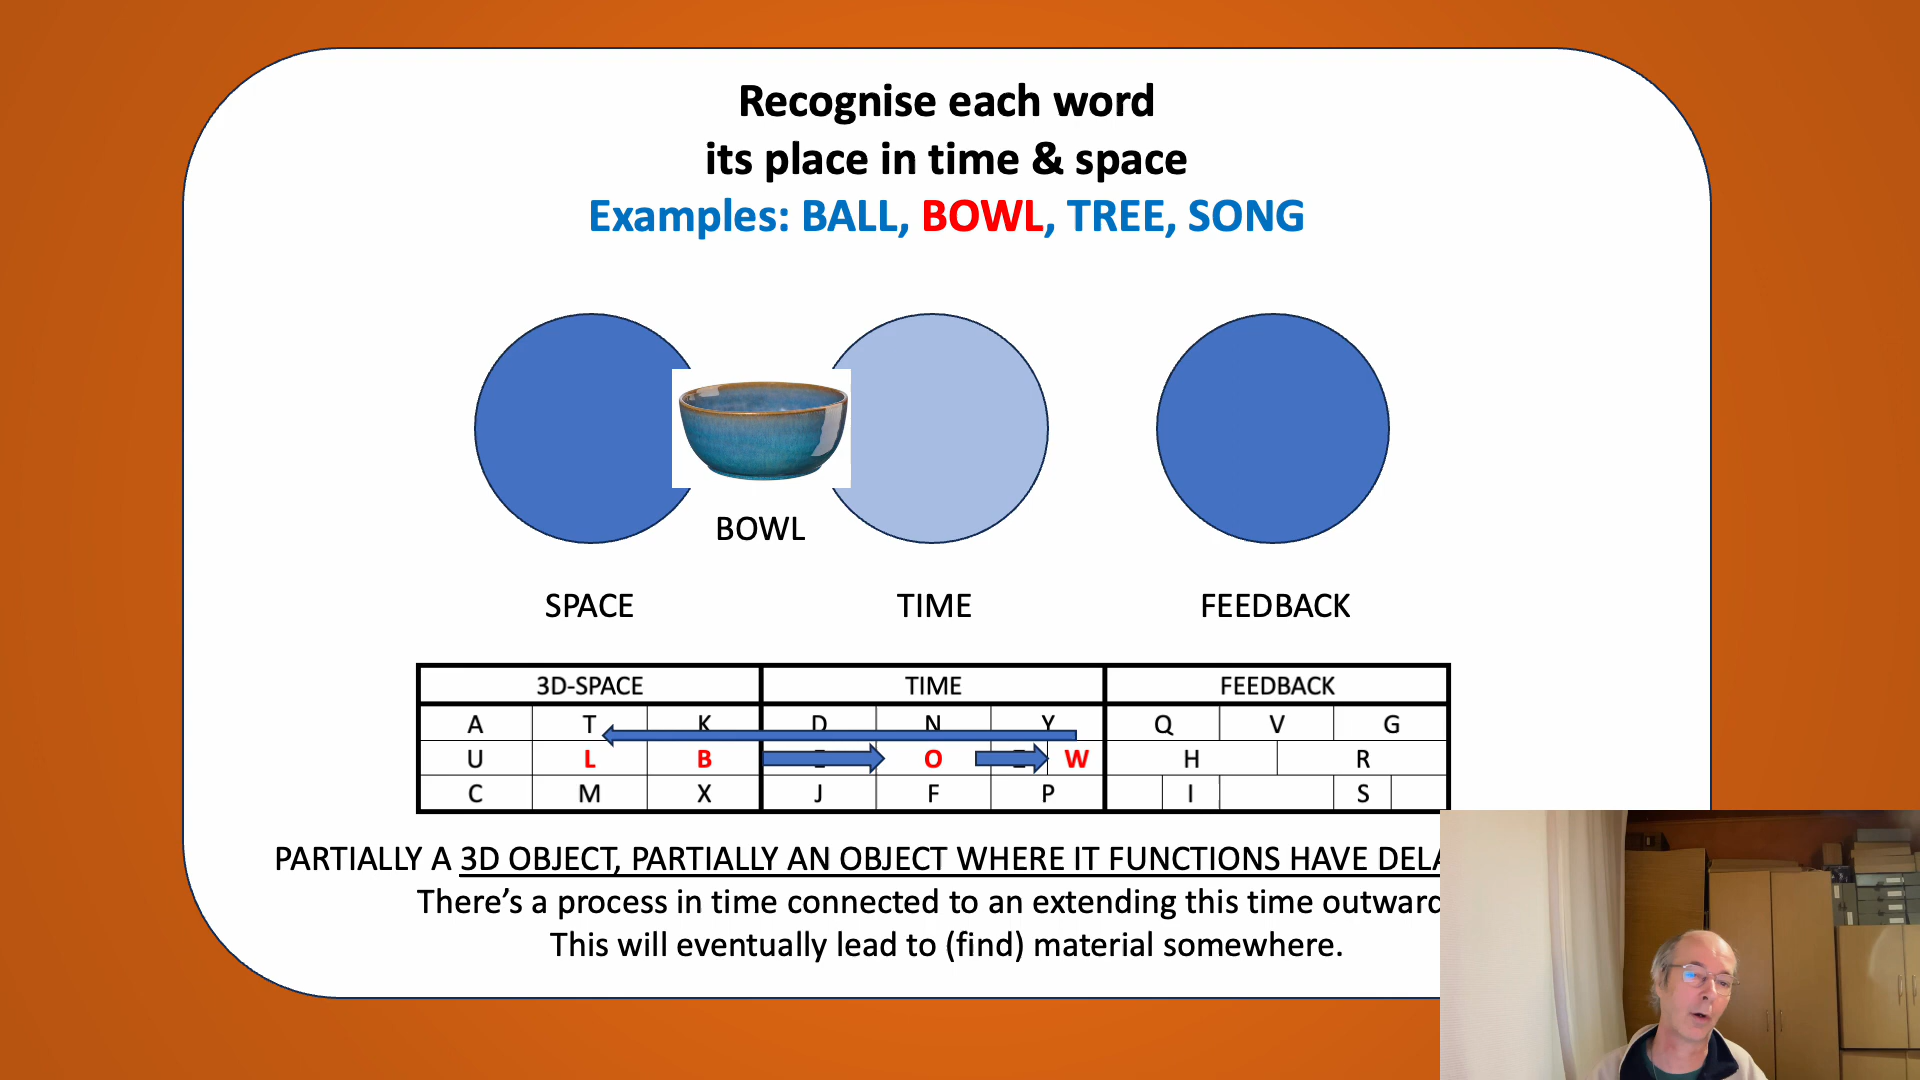 Recognise each word
its place in time & space
Examples: BALL, BOWL, TREE, SONG
BOWL
SPACE TIME FEEDBACK
3D-SPACE TIME FEEDBACK
A T K D N Y Q V G
U L B O W H R
C M X J F P I S
PARTIALLY A 3D OBJECT, PARTIALLY AN OBJECT WHERE IT FUNCTIONS HAVE
There's a process in time connected to an extending this time outward
This will eventually lead to (find) material somewhere.